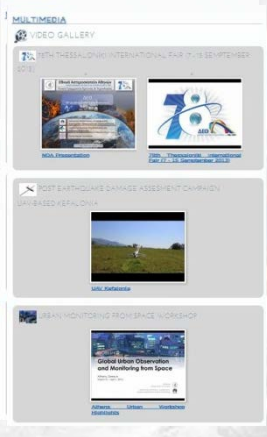 MULTIMEDIA
VIDEO GALLERY
78TH THESSALONIKI INTERNATIONAL FAIR (7 -15 SEMPTEMBER
2013)
NOA Presentation
78th Thessaloniki International
Fair (7 - 15 September 2013)
POST EARTHQUAKE DAMAGE ASSESMENT CAMPAIGN
UAV-BASED KEFALONIA
UAV Kefalonia
URBAN MONITORING FROM SPACE WORKSHOP
Global Urban Observation
and Monitoring from Space
Athens Urban Workshop
Highlights